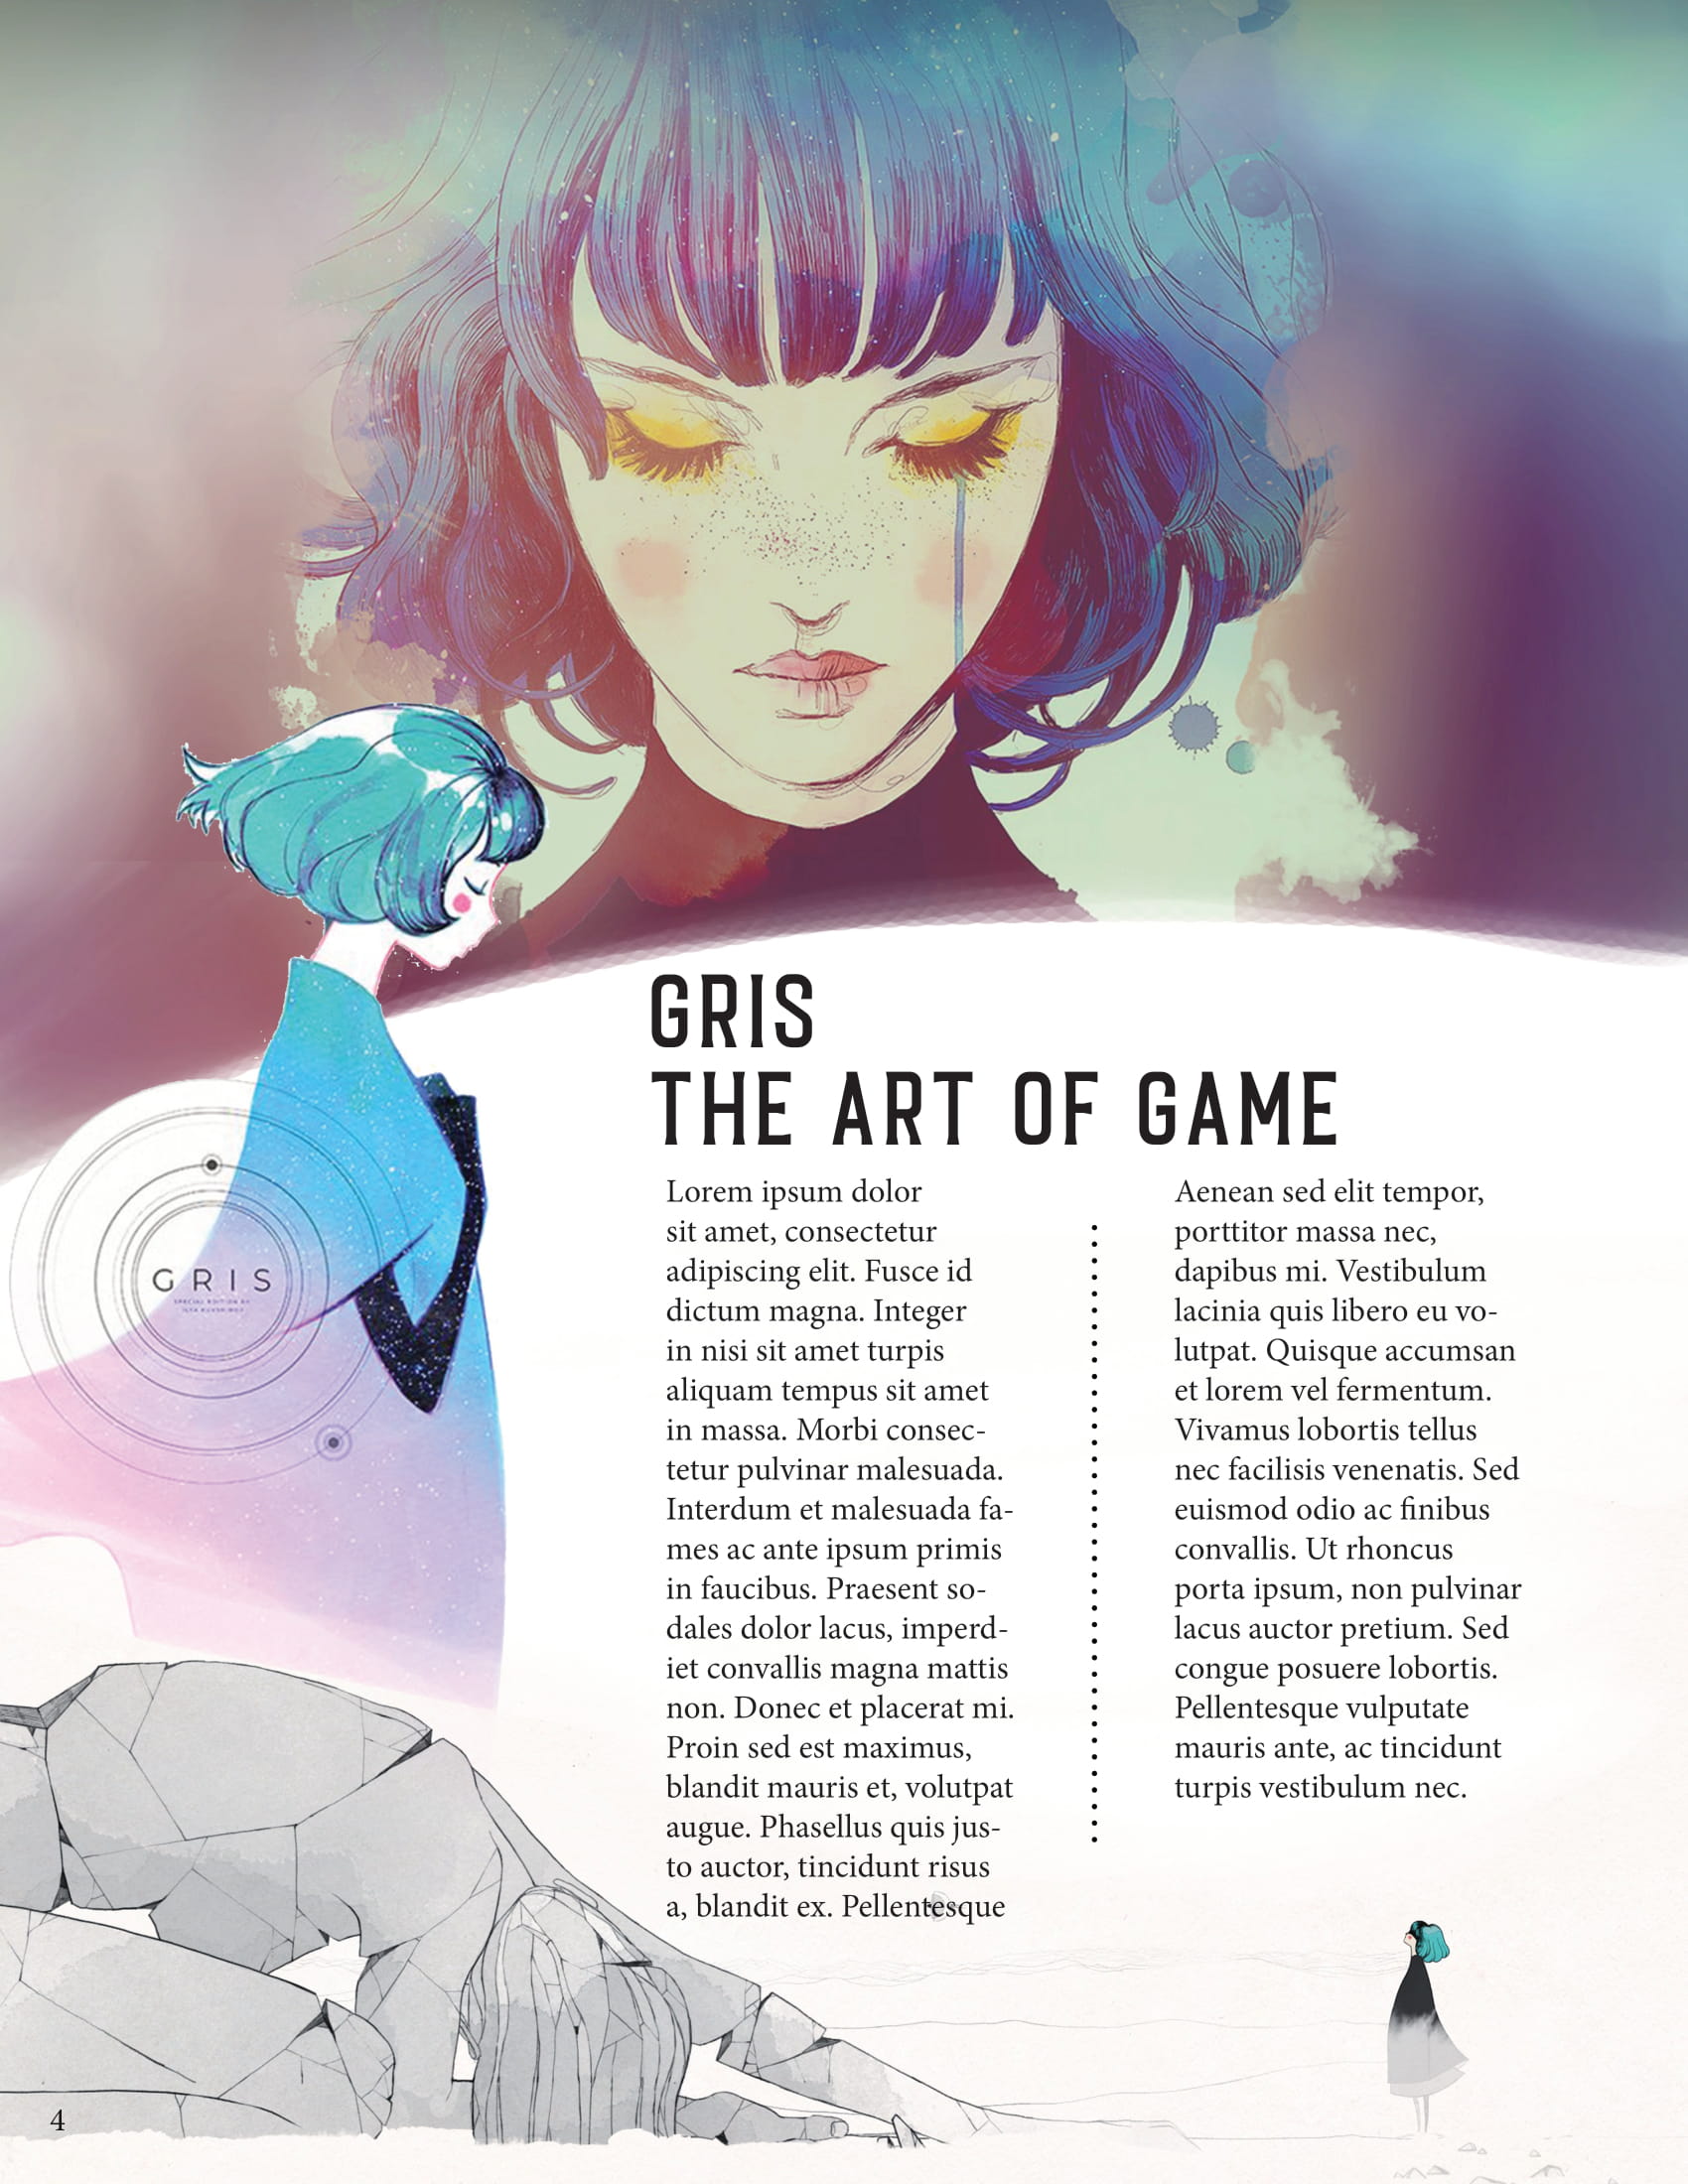 GRIS
THE ART OF GAME
Lorem ipsum dolor
sit amet, consectetur
adipiscing elit. Fusce id
dictum magna. Integer
in nisi sit amet turpis
aliquam tempus sit amet
in massa. Morbi consec-
tetur pulvinar malesuada.
Interdum et malesuada fa-
mes ac ante ipsum primis
in faucibus. Praesent so-
dales dolor lacus, imperd-
iet convallis magna mattis
non. Donec et placerat mi.
Proin sed est maximus,
blandit mauris et, volutpat
augue. Phasellus quis jus-
to auctor, tincidunt risus
a, blandit ex. Pellentesque
Aenean sed elit tempor,
porttitor massa nec,
dapibus mi. Vestibulum
lacinia quis libero eu vo-
lutpat. Quisque accumsan
et lorem vel fermentum.
Vivamus lobortis tellus
nec facilisis venenatis. Sed
euismod odio ac finibus
convallis. Ut rhoncus
porta ipsum, non pulvinar
lacus auctor pretium. Sed
congue posuere lobortis.
Pellentesque vulputate
mauris ante, ac tincidunt
turpis vestibulum nec.
GRIS
SPECIAL EDITION BY
4